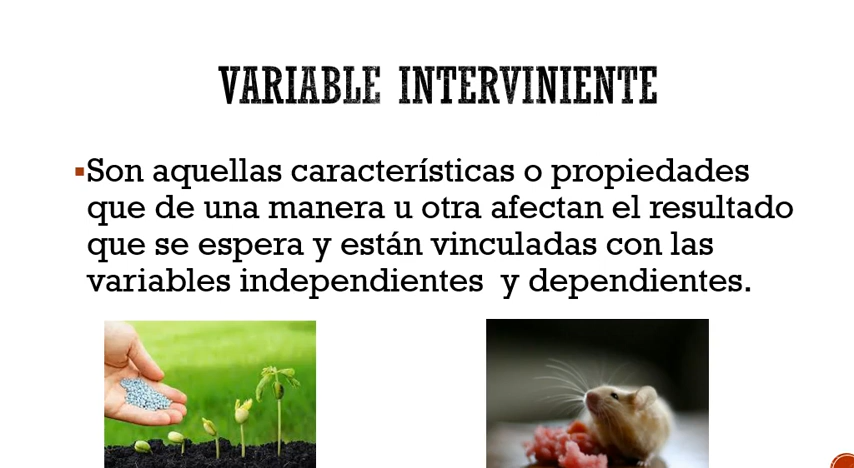 VARIABLE INTERVINIENTE
▪Son aquellas características o propiedades
que de una manera u otra afectan el resultado
que se espera y están vinculadas con las
variables independientes  y dependientes.